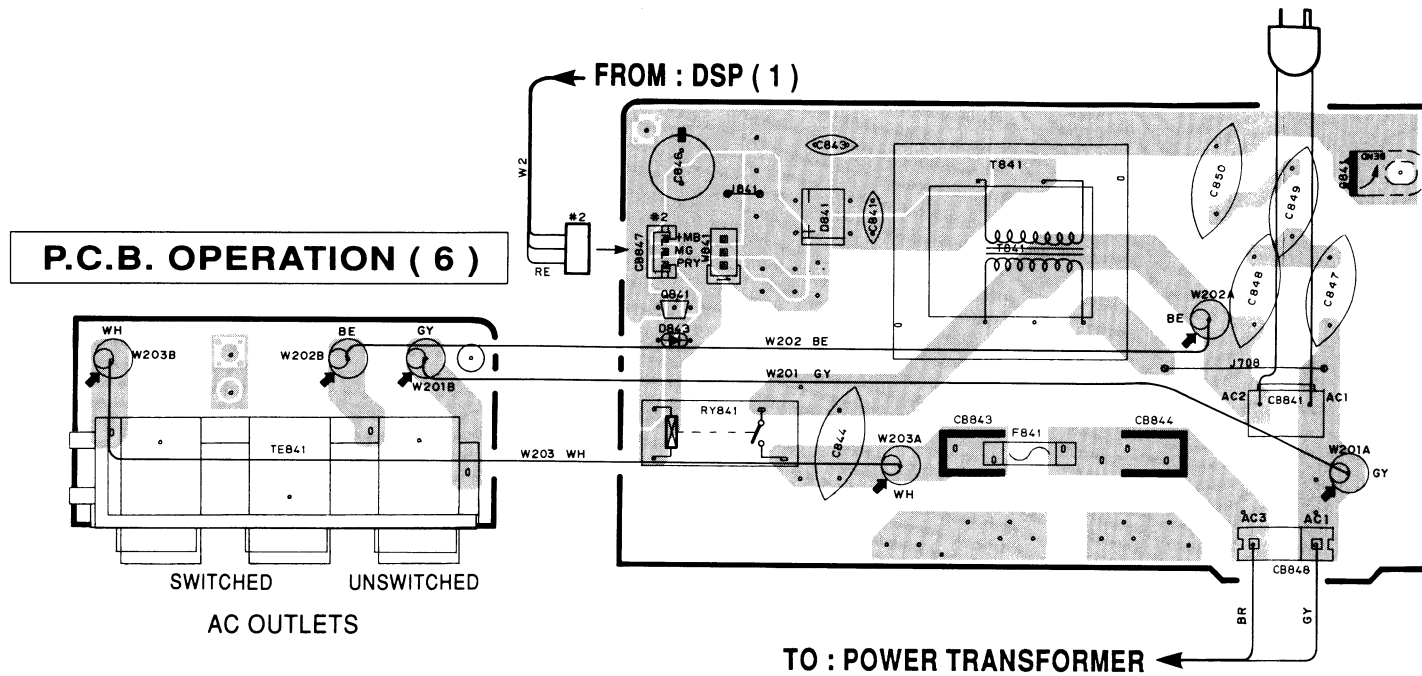 FROM : DSP ( 1 )
W2
#2
RE
P.C.B. OPERATION ( 6 )
WH
BE
GY
W203B
W202B
W201B
TE841
SWITCHED
UNSWITCHED
AC OUTLETS
C846
J841
C843
D841
C841
#2
CB847
+MB
MG
PRY
W841
Q841
D843
T841
T841
C850
C849
C848
C847
BEND
Q841
W202A
BE
W202 BE
W201 GY
J708
AC2
CB841
AC1
RY841
C844
W203 WH
W203A
WH
CB843
F841
CB844
W201A
GY
AC3
AC1
CB848
BR
GY
TO : POWER TRANSFORMER